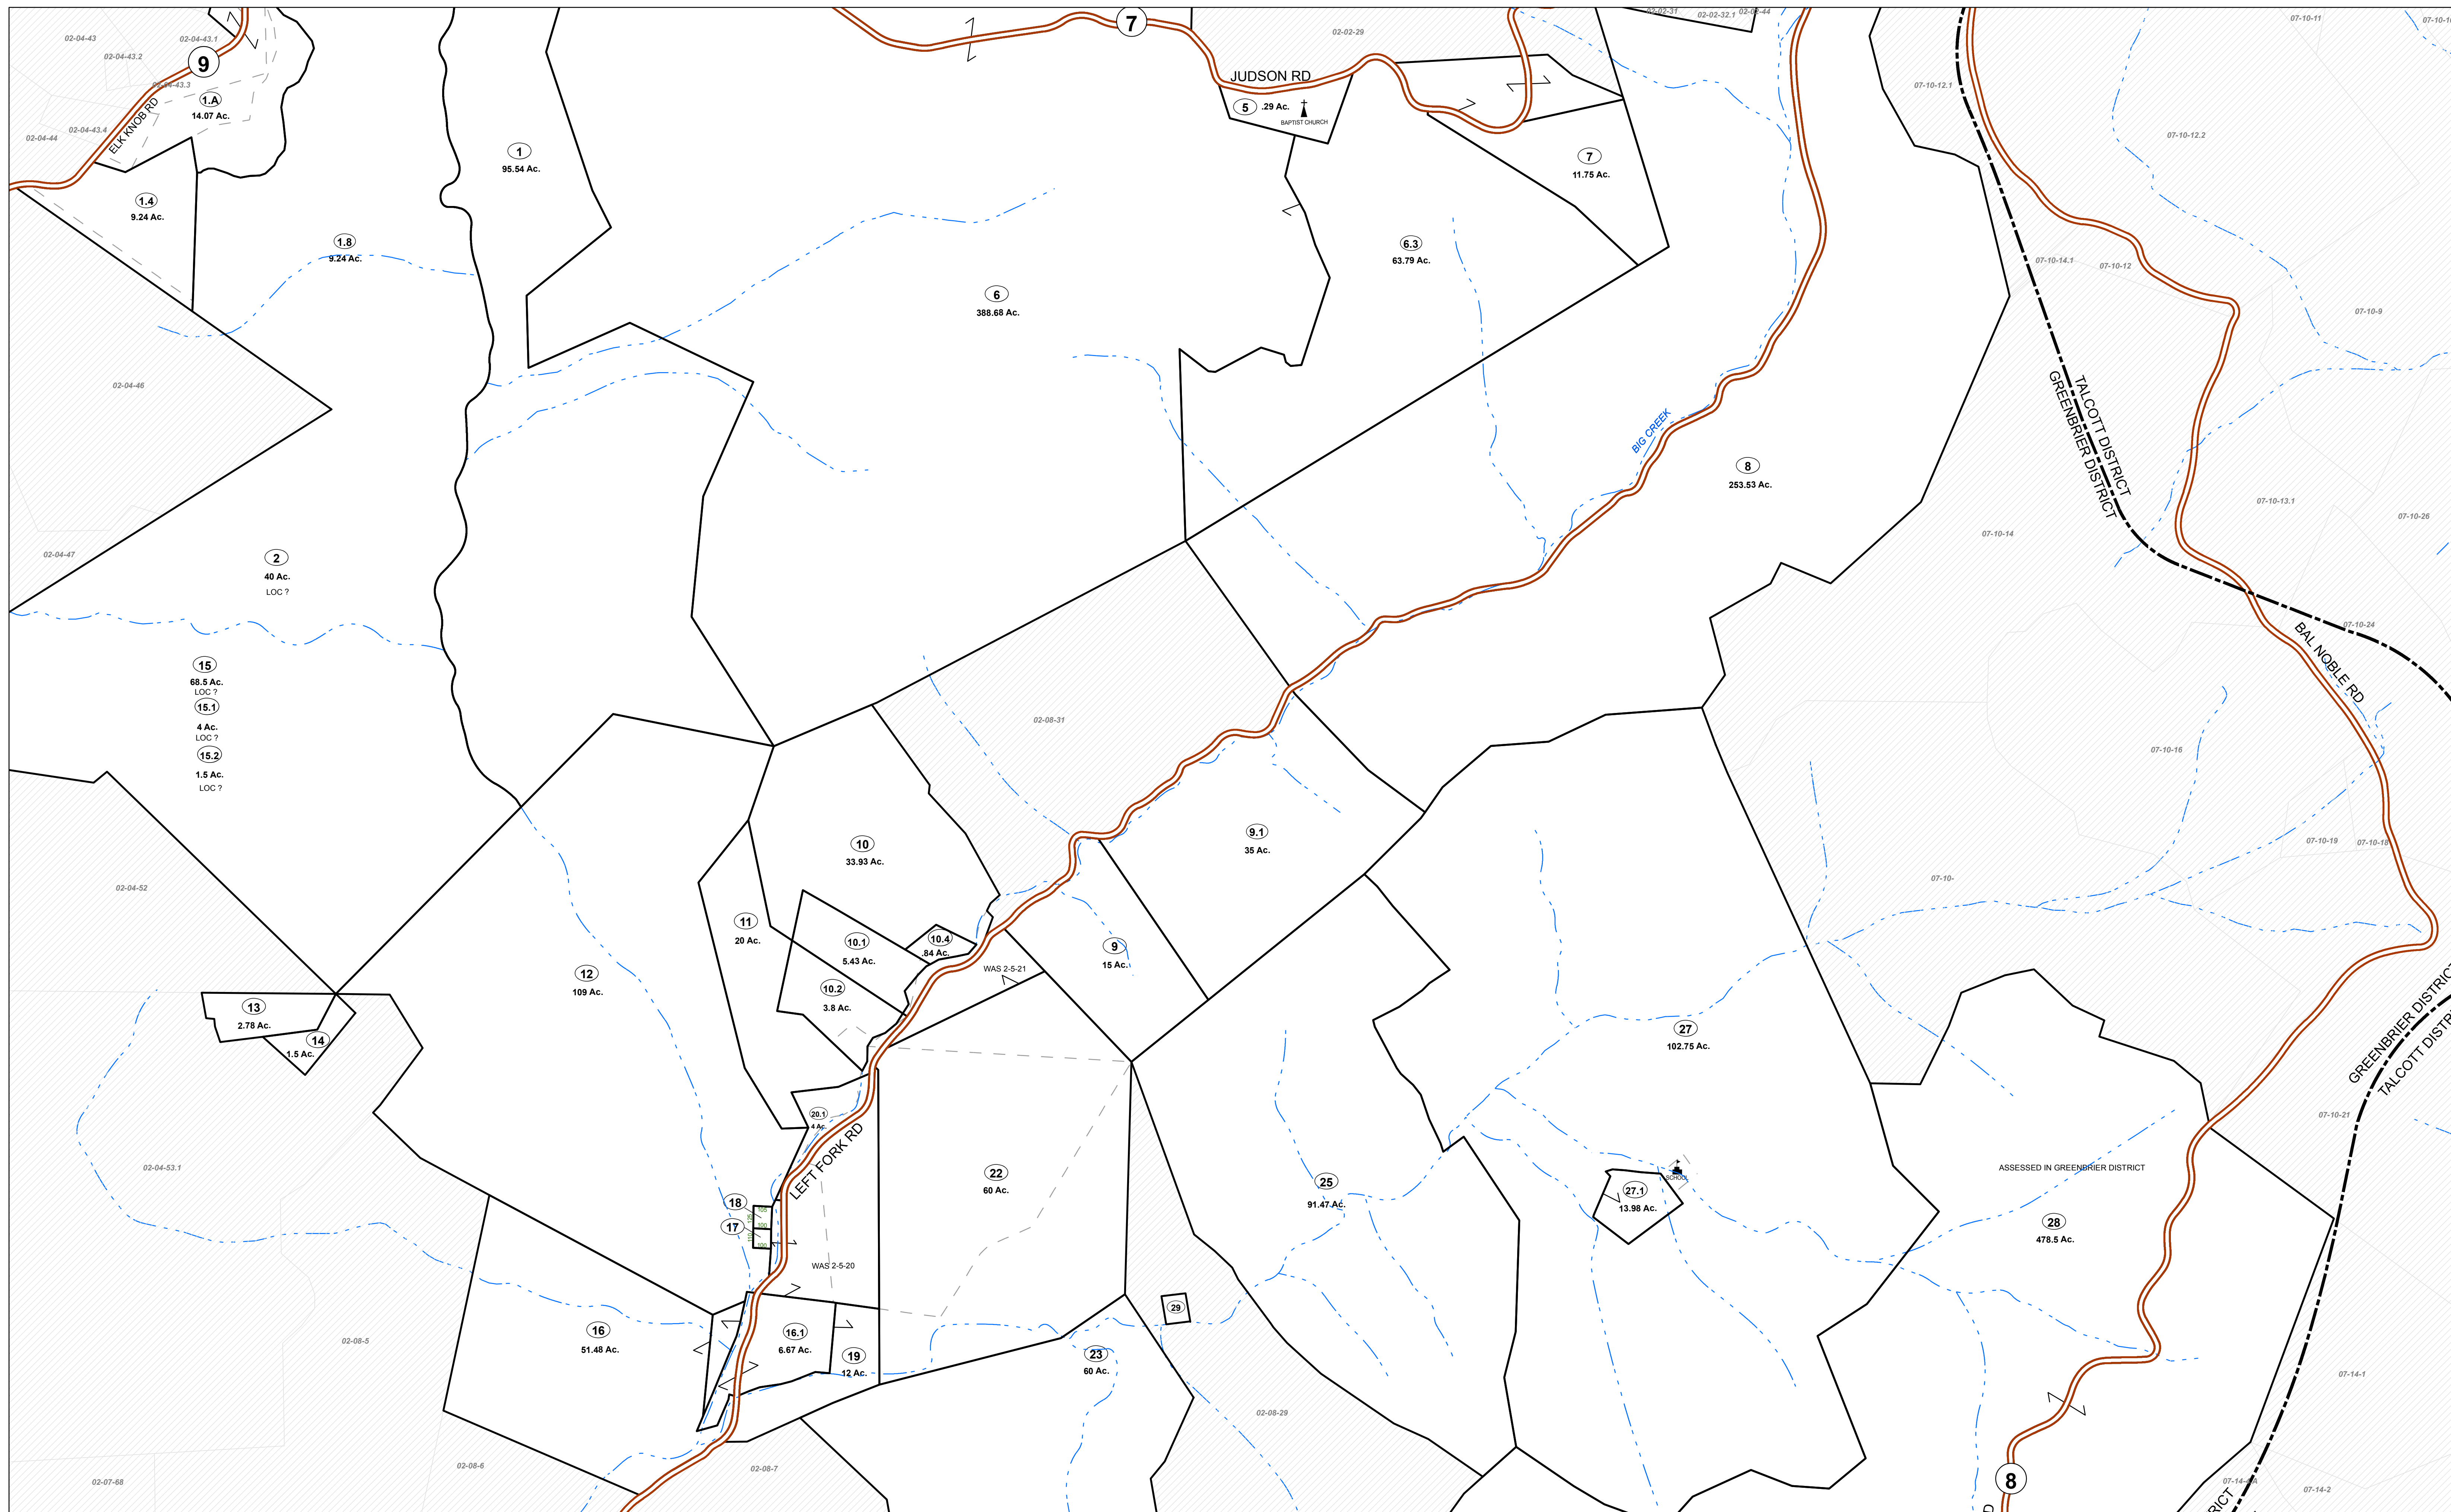 02-04-43
02-04-43.1
02-04-43.2
02-04-43.3
02-04-43.4
02-04-44
9
ELK KNOB RD
1.A
14.07 Ac.
1.4
9.24 Ac.
1.8
9.24 Ac.
1
95.54 Ac.
7
JUDSON RD
5
.29 Ac.
BAPTIST CHURCH
02-02-29
02-02-31
02-02-32.1
02-02-44
7
11.75 Ac.
6.3
63.79 Ac.
6
388.68 Ac.
07-10-11
07-10-12.1
07-10-12.2
07-10-14.1
07-10-12
07-10-9
02-04-46
02-04-47
BIG CREEK
8
253.53 Ac.
TALCOTT DISTRICT
GREENBRIER DISTRICT
07-10-13.1
07-10-26
07-10-14
07-10-24
BAL NOBLE RD
2
40 Ac.
LOC ?
15
68.5 Ac.
LOC ?
15.1
4 Ac.
LOC ?
15.2
1.5 Ac.
LOC ?
02-08-31
07-10-16
07-10-19
07-10-18
07-10-
02-04-52
10
33.93 Ac.
9.1
35 Ac.
11
20 Ac.
10.1
5.43 Ac.
10.4
.84 Ac.
9
15 Ac.
WAS 2-5-21
10.2
3.8 Ac.
12
109 Ac.
13
2.78 Ac.
14
1.5 Ac.
27
102.75 Ac.
GREENBRIER DISTRICT
07-10-21
20.1
4 Ac.
LEFT FORK RD
02-04-53.1
22
60 Ac.
25
91.47 Ac.
SCHOOL
27.1
13.98 Ac.
ASSESSED IN GREENBRIER DISTRICT
28
478.5 Ac.
18
17
105
125
100
110
100
WAS 2-5-20
29
16
51.48 Ac.
16.1
6.67 Ac.
19
12 Ac.
23
60 Ac.
02-08-5
02-08-6
02-08-7
02-07-68
02-08-29
07-14-1
07-14-2
8